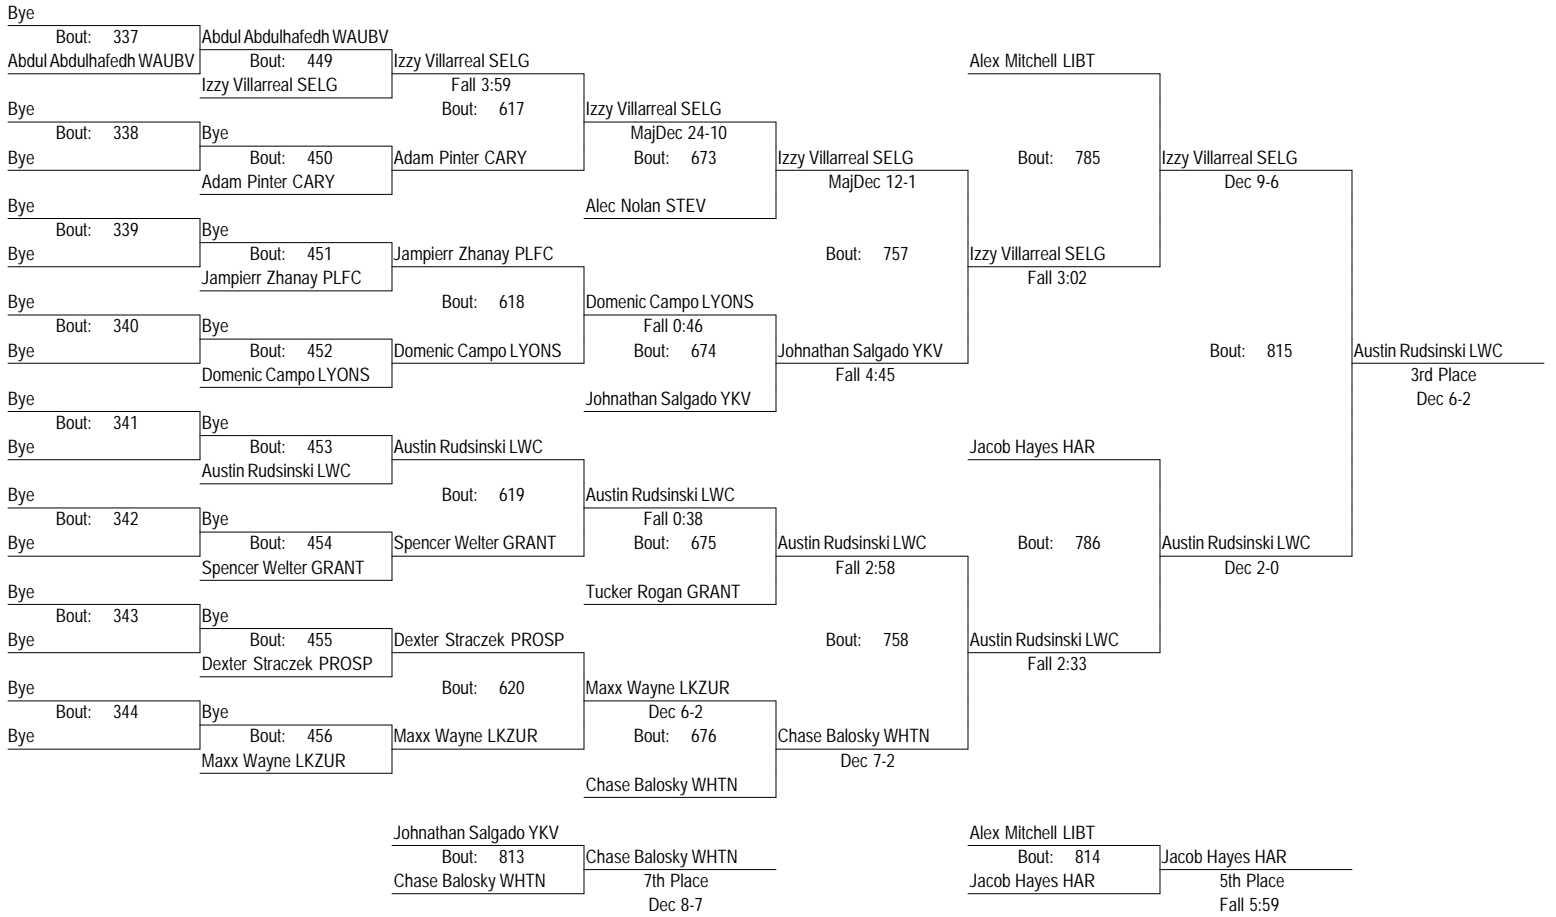 Bye
Bout: 337 Abdul Abdulhafedh WAUBV
Abdul Abdulhafedh WAUBV Bout: 449 Izzy Villarreal SELG Alex Mitchell LIBT
Izzy Villarreal SELG Fall 3:59
Bye Bout: 617 Izzy Villarreal SELG
Bout: 338 Bye MajDec 24-10
Bye Bout: 450 Adam Pinter CARY Bout: 673 Izzy Villarreal SELG Bout: 785 Izzy Villarreal SELG
Adam Pinter CARY MajDec 12-1 Dec 9-6
Bye Alec Nolan STEV
Bout: 339 Bye
Bye Bout: 451 Jampierr Zhanay PLFC Bout: 757 Izzy Villarreal SELG
Jampierr Zhanay PLFC Fall 3:02
Bye Bout: 618 Domenic Campo LYONS
Bout: 340 Bye Fall 0:46
Bye Bout: 452 Domenic Campo LYONS Bout: 674 Johnathan Salgado YKV Bout: 815 Austin Rudsinski LWC
Domenic Campo LYONS Fall 4:45 3rd Place
Bye Johnathan Salgado YKV Dec 6-2
Bout: 341 Bye
Bye Bout: 453 Austin Rudsinski LWC Jacob Hayes HAR
Austin Rudsinski LWC
Bye Bout: 619 Austin Rudsinski LWC
Bout: 342 Bye Fall 0:38
Bye Bout: 454 Spencer Welter GRANT Bout: 675 Austin Rudsinski LWC Bout: 786 Austin Rudsinski LWC
Spencer Welter GRANT Fall 2:58 Dec 2-0
Bye Tucker Rogan GRANT
Bout: 343 Bye
Bye Bout: 455 Dexter Straczek PROSP Bout: 758 Austin Rudsinski LWC
Dexter Straczek PROSP Fall 2:33
Bye Bout: 620 Maxx Wayne LKZUR
Bout: 344 Bye Dec 6-2
Bye Bout: 456 Maxx Wayne LKZUR Bout: 676 Chase Balosky WHTN
Maxx Wayne LKZUR Dec 7-2
Chase Balosky WHTN
Johnathan Salgado YKV Alex Mitchell LIBT
Bout: 813 Chase Balosky WHTN Bout: 814 Jacob Hayes HAR
Chase Balosky WHTN 7th Place Jacob Hayes HAR 5th Place
Dec 8-7 Fall 5:59